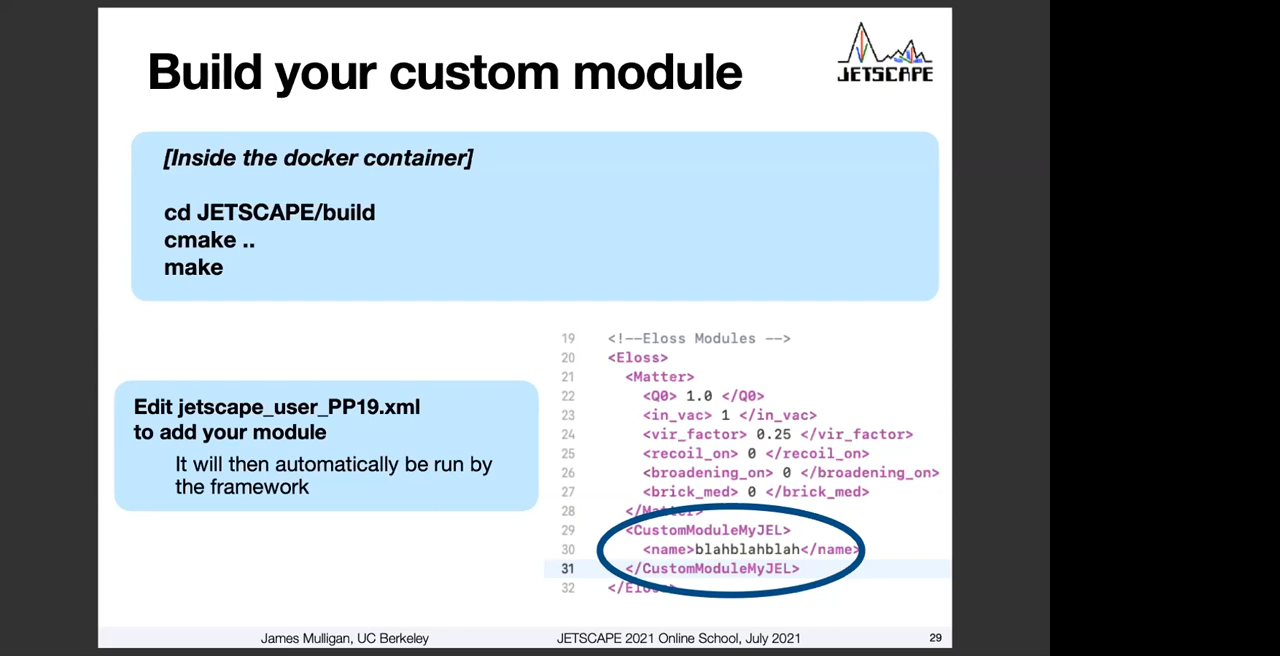 Build your custom module
JETSCAPE
[Inside the docker container]
cd JETSCAPE/build
cmake ..
make
Edit jetscape_user_PP19.xml
to add your module
It will then automatically be run by
the framework
19 <!--Eloss Modules -->
20 <Eloss>
21 <Matter>
22 <Q0> 1.0 </Q0>
23 <in_vac> 1 </in_vac>
24 <vir_factor> 0.25 </vir_factor>
25 <recoil_on> 0 </recoil_on>
26 <broadening_on> 0 </broadening_on>
27 <brick_med> 0 </brick_med>
28 </Matter>
29 <CustomModuleMyJEL>
30 <name>blahblahblah</name>
31 </CustomModuleMyJEL>
32 </Eloss>
James Mulligan, UC Berkeley
JETSCAPE 2021 Online School, July 2021
29